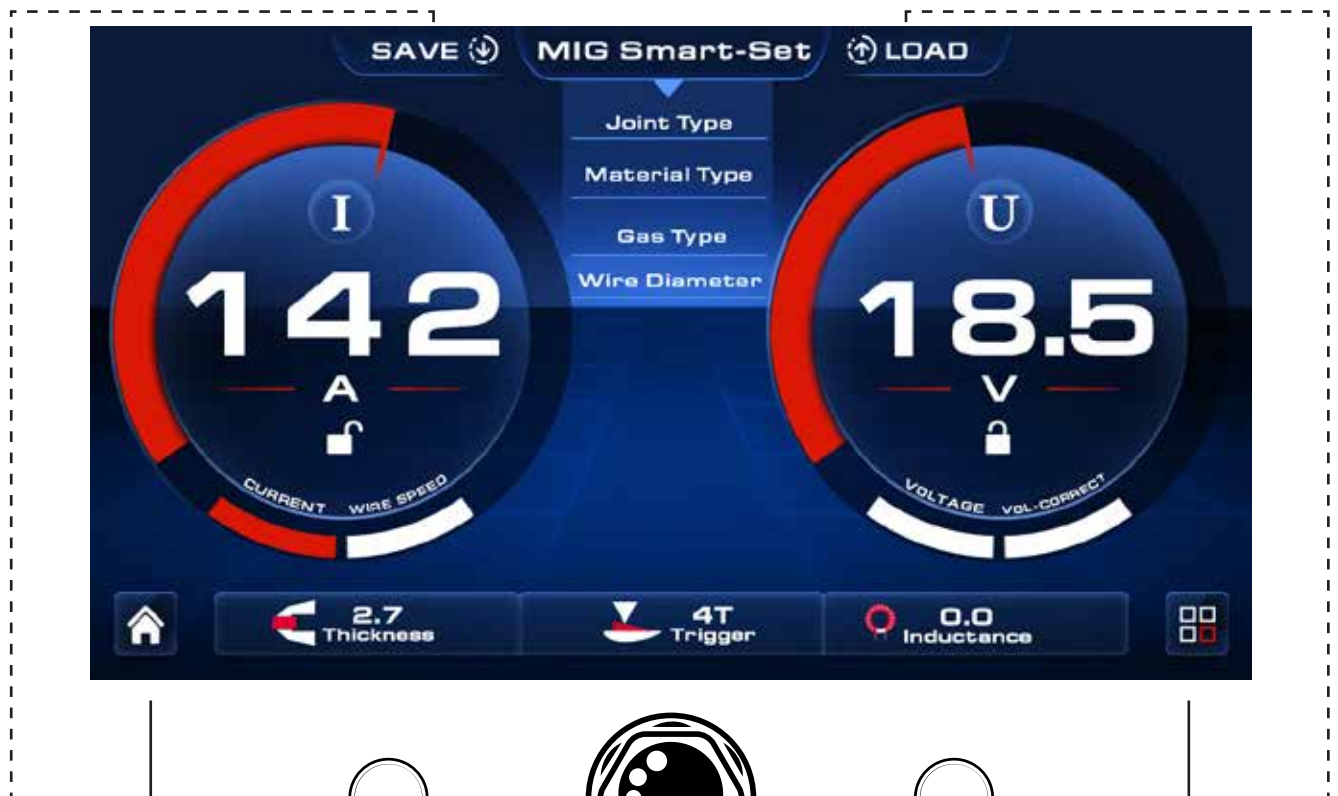 SAVE
MIG Smart-Set
LOAD
Joint Type
Material Type
Gas Type
Wire Diameter
I
142
A
CURRENT WIRE SPEED
U
18.5
V
VOLTAGE VOL-CORRECT
2.7
Thickness
4T
Trigger
0.0
Inductance